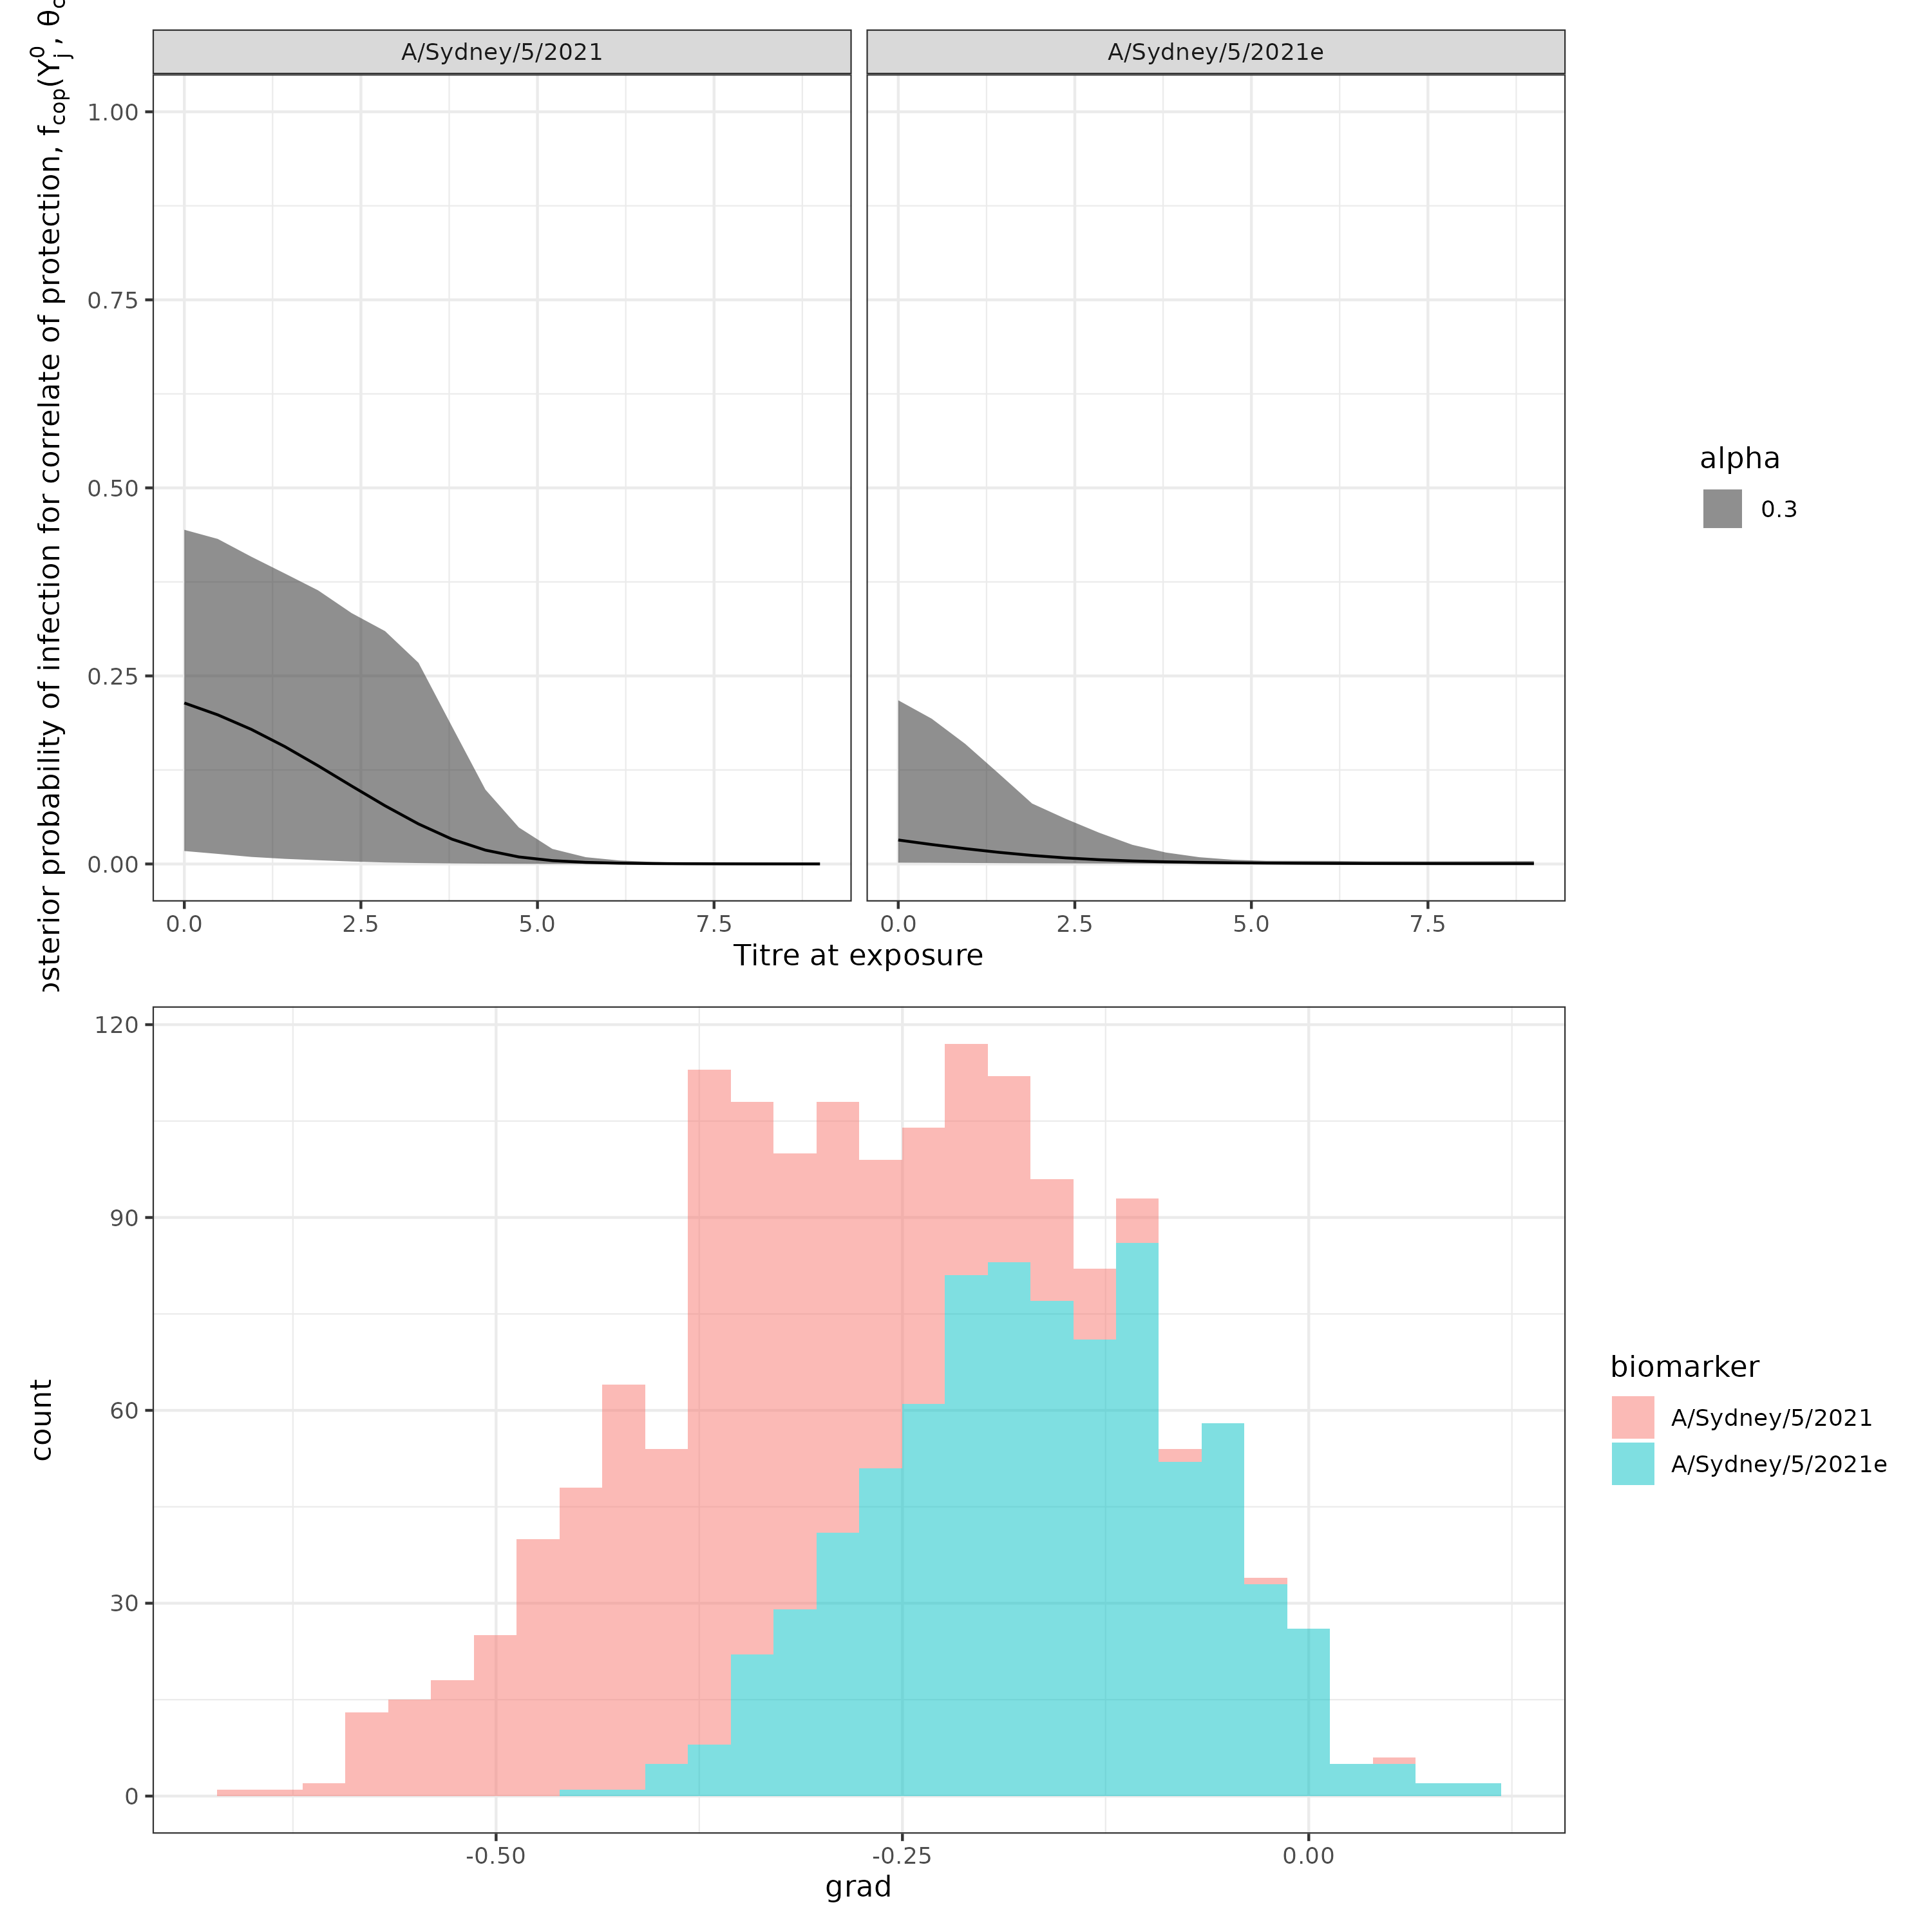 A/Sydney/5/2021
A/Sydney/5/2021e
probability of infection for correlate of protection, fcop(Yj0, θ
1.00
0.75
0.50
0.25
0.00
0.0 2.5 5.0 7.5
0.0 2.5 5.0 7.5
Titre at exposure
alpha
0.3
count
120
90
60
30
0
-0.50 -0.25 0.00
grad
biomarker
A/Sydney/5/2021
A/Sydney/5/2021e